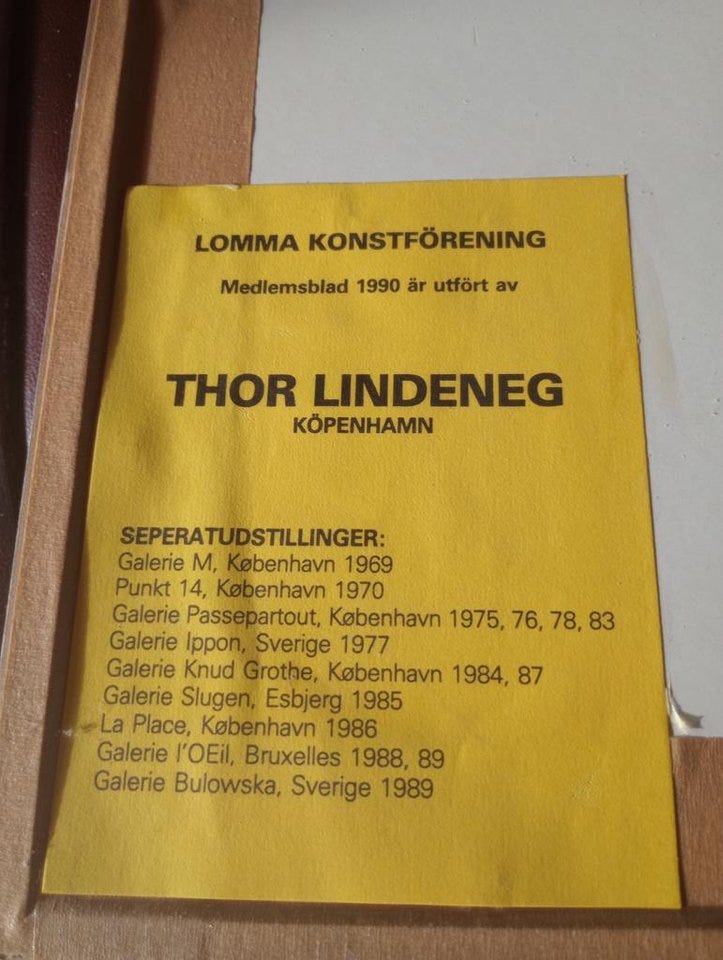 LOMMA KONSTFÖRENING
Medlemsblad 1990 är utfört av
THOR LINDENEG
KÖPENHAMN
SEPERATUDSTILLINGER:
Galerie M, København 1969
Punkt 14, København 1970
Galerie Passepartout, København 1975, 76, 78, 83
Galerie Ippon, Sverige 1977
Galerie Knud Grothe, København 1984, 87
Galerie Slugen, Esbjerg 1985
La Place, København 1986
Galerie l'OEil, Bruxelles 1988, 89
Galerie Bulowska, Sverige 1989